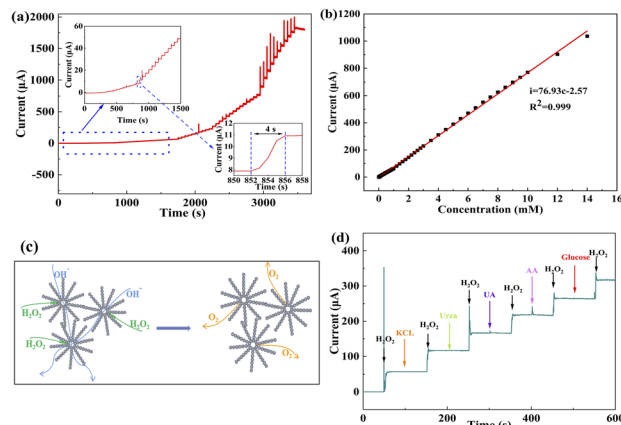 (a)
2000
1500
1000
500
0
Current (µA)
0 1000 2000 3000
Time (s)
60
40
20
0
Current (µA)
0 500 1000 1500
Time (s)
4 s
11
10
9
8
Current (µA)
850 852 854 856 858
Time (s)
(b)
1200
1000
800
600
400
200
0
Current (µA)
i=76.93c-2.57
R²=0.999
0 2 4 6 8 10 12 14 16
Concentration (mM)
(c)
OH⁻
OH⁻
H₂O₂
H₂O₂
H₂O₂
O₂
O₂
O₂
(d)
400
300
200
100
0
Current (µA)
H₂O₂
KCL
H₂O₂
Urea
H₂O₂
UA
H₂O₂
AA
H₂O₂
Glucose
H₂O₂
0 200 400 600
Time (s)